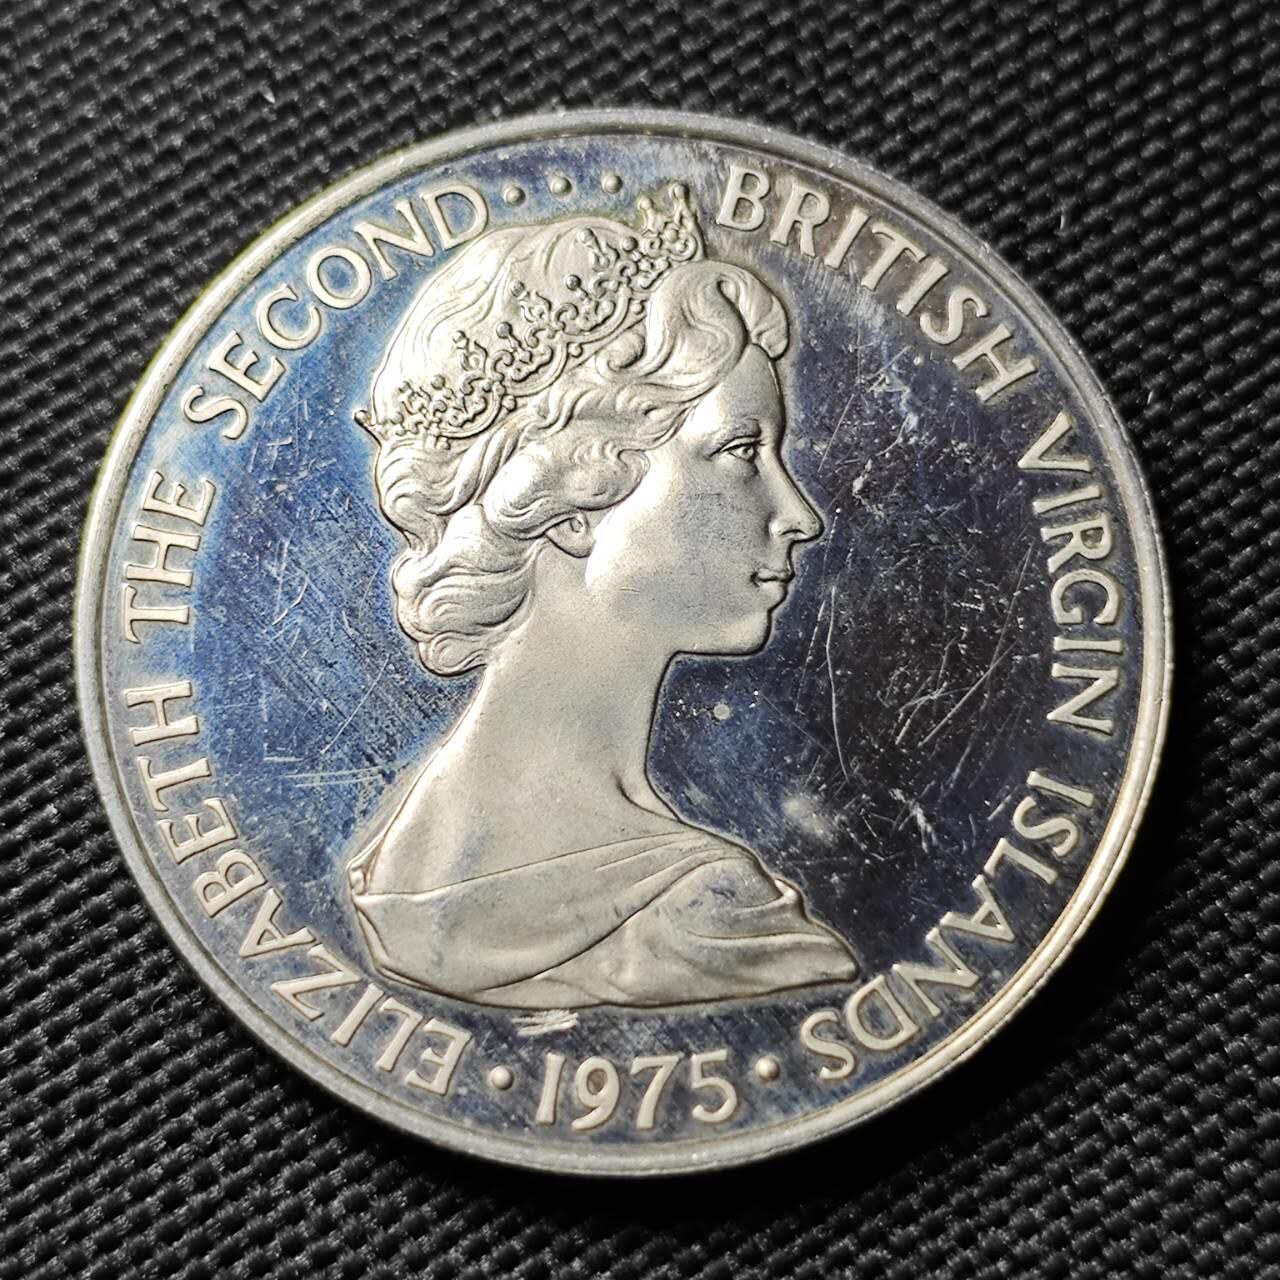 ELIZABETH THE SECOND
BRITISH VIRGIN ISLANDS
· 1975 ·